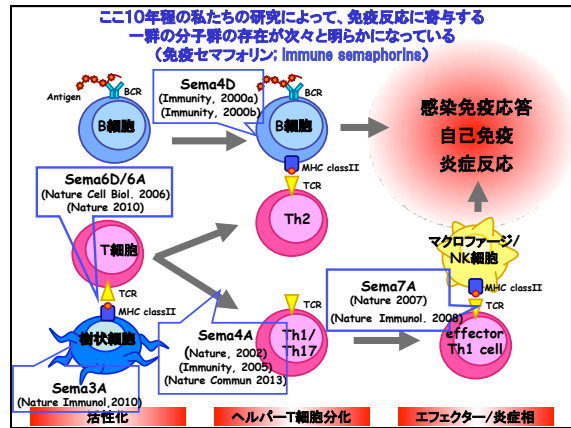 ここ10年程の私たちの研究によって、免疫反応に寄与する
一群の分子群の存在が次々と明らかになっている
(免疫セマフォリン; immune semaphorins)
Antigen
BCR
B細胞
Sema4D
(Immunity, 2000a)
(Immunity, 2000b)
BCR
B細胞
MHC classII
TCR
Th2
感染免疫応答
自己免疫
炎症反応
Sema6D/6A
(Nature Cell Biol. 2006)
(Nature 2010)
T細胞
TCR
MHC classII
樹状細胞
Sema3A
(Nature Immunol,2010)
Sema4A
(Nature, 2002)
(Immunity, 2005)
(Nature Commun 2013)
TCR
Th1/
Th17
マクロファージ/
NK細胞
MHC classII
TCR
Sema7A
(Nature 2007)
(Nature Immunol. 2008)
effector
Th1 cell
活性化
ヘルパーT細胞分化
エフェクター/炎症相